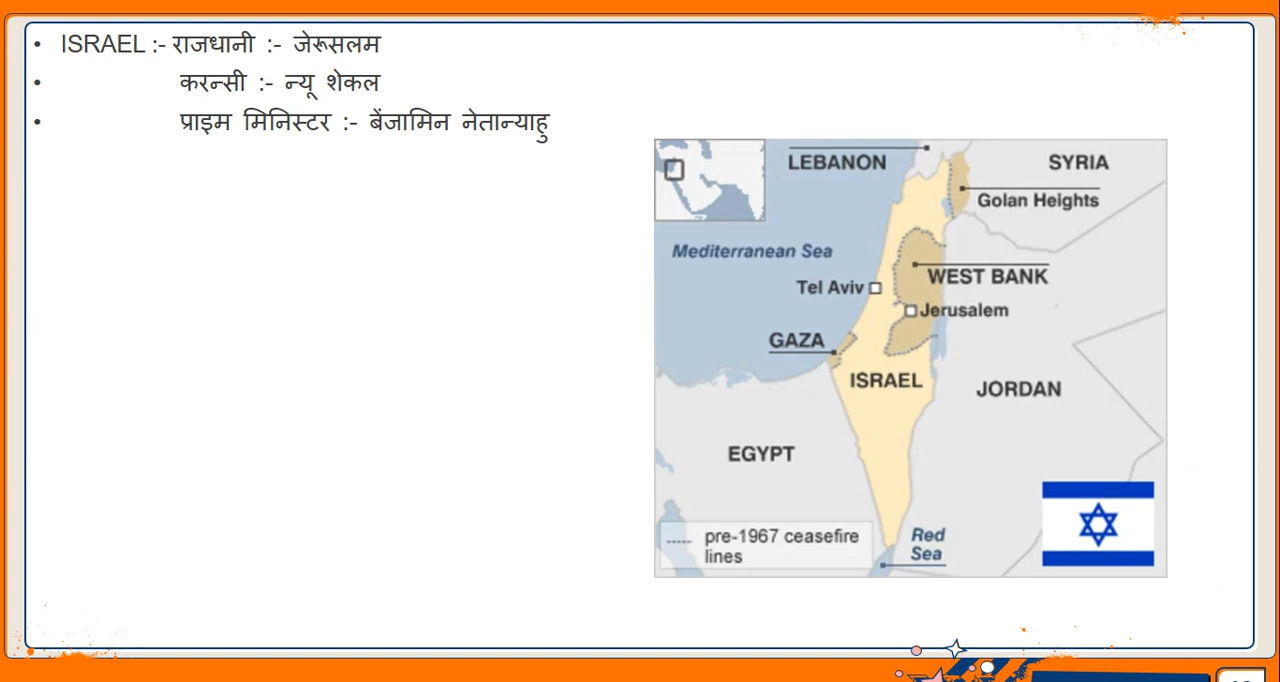 • ISRAEL :- राजधानी :- जेरूसलम
• करन्सी :- न्यू शेकल
• प्राइम मिनिस्टर :- बेंजामिन नेतान्याहु
LEBANON
SYRIA
Golan Heights
Mediterranean Sea
WEST BANK
Tel Aviv
Jerusalem
GAZA
ISRAEL
JORDAN
EGYPT
pre-1967 ceasefire
lines
Red
Sea